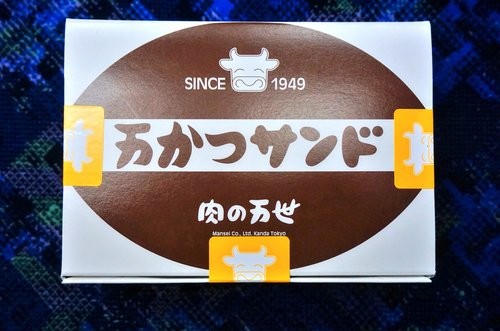 SINCE 1949
万かつサンド
肉の万世
Mansei Co., Ltd. Kanda Tokyo